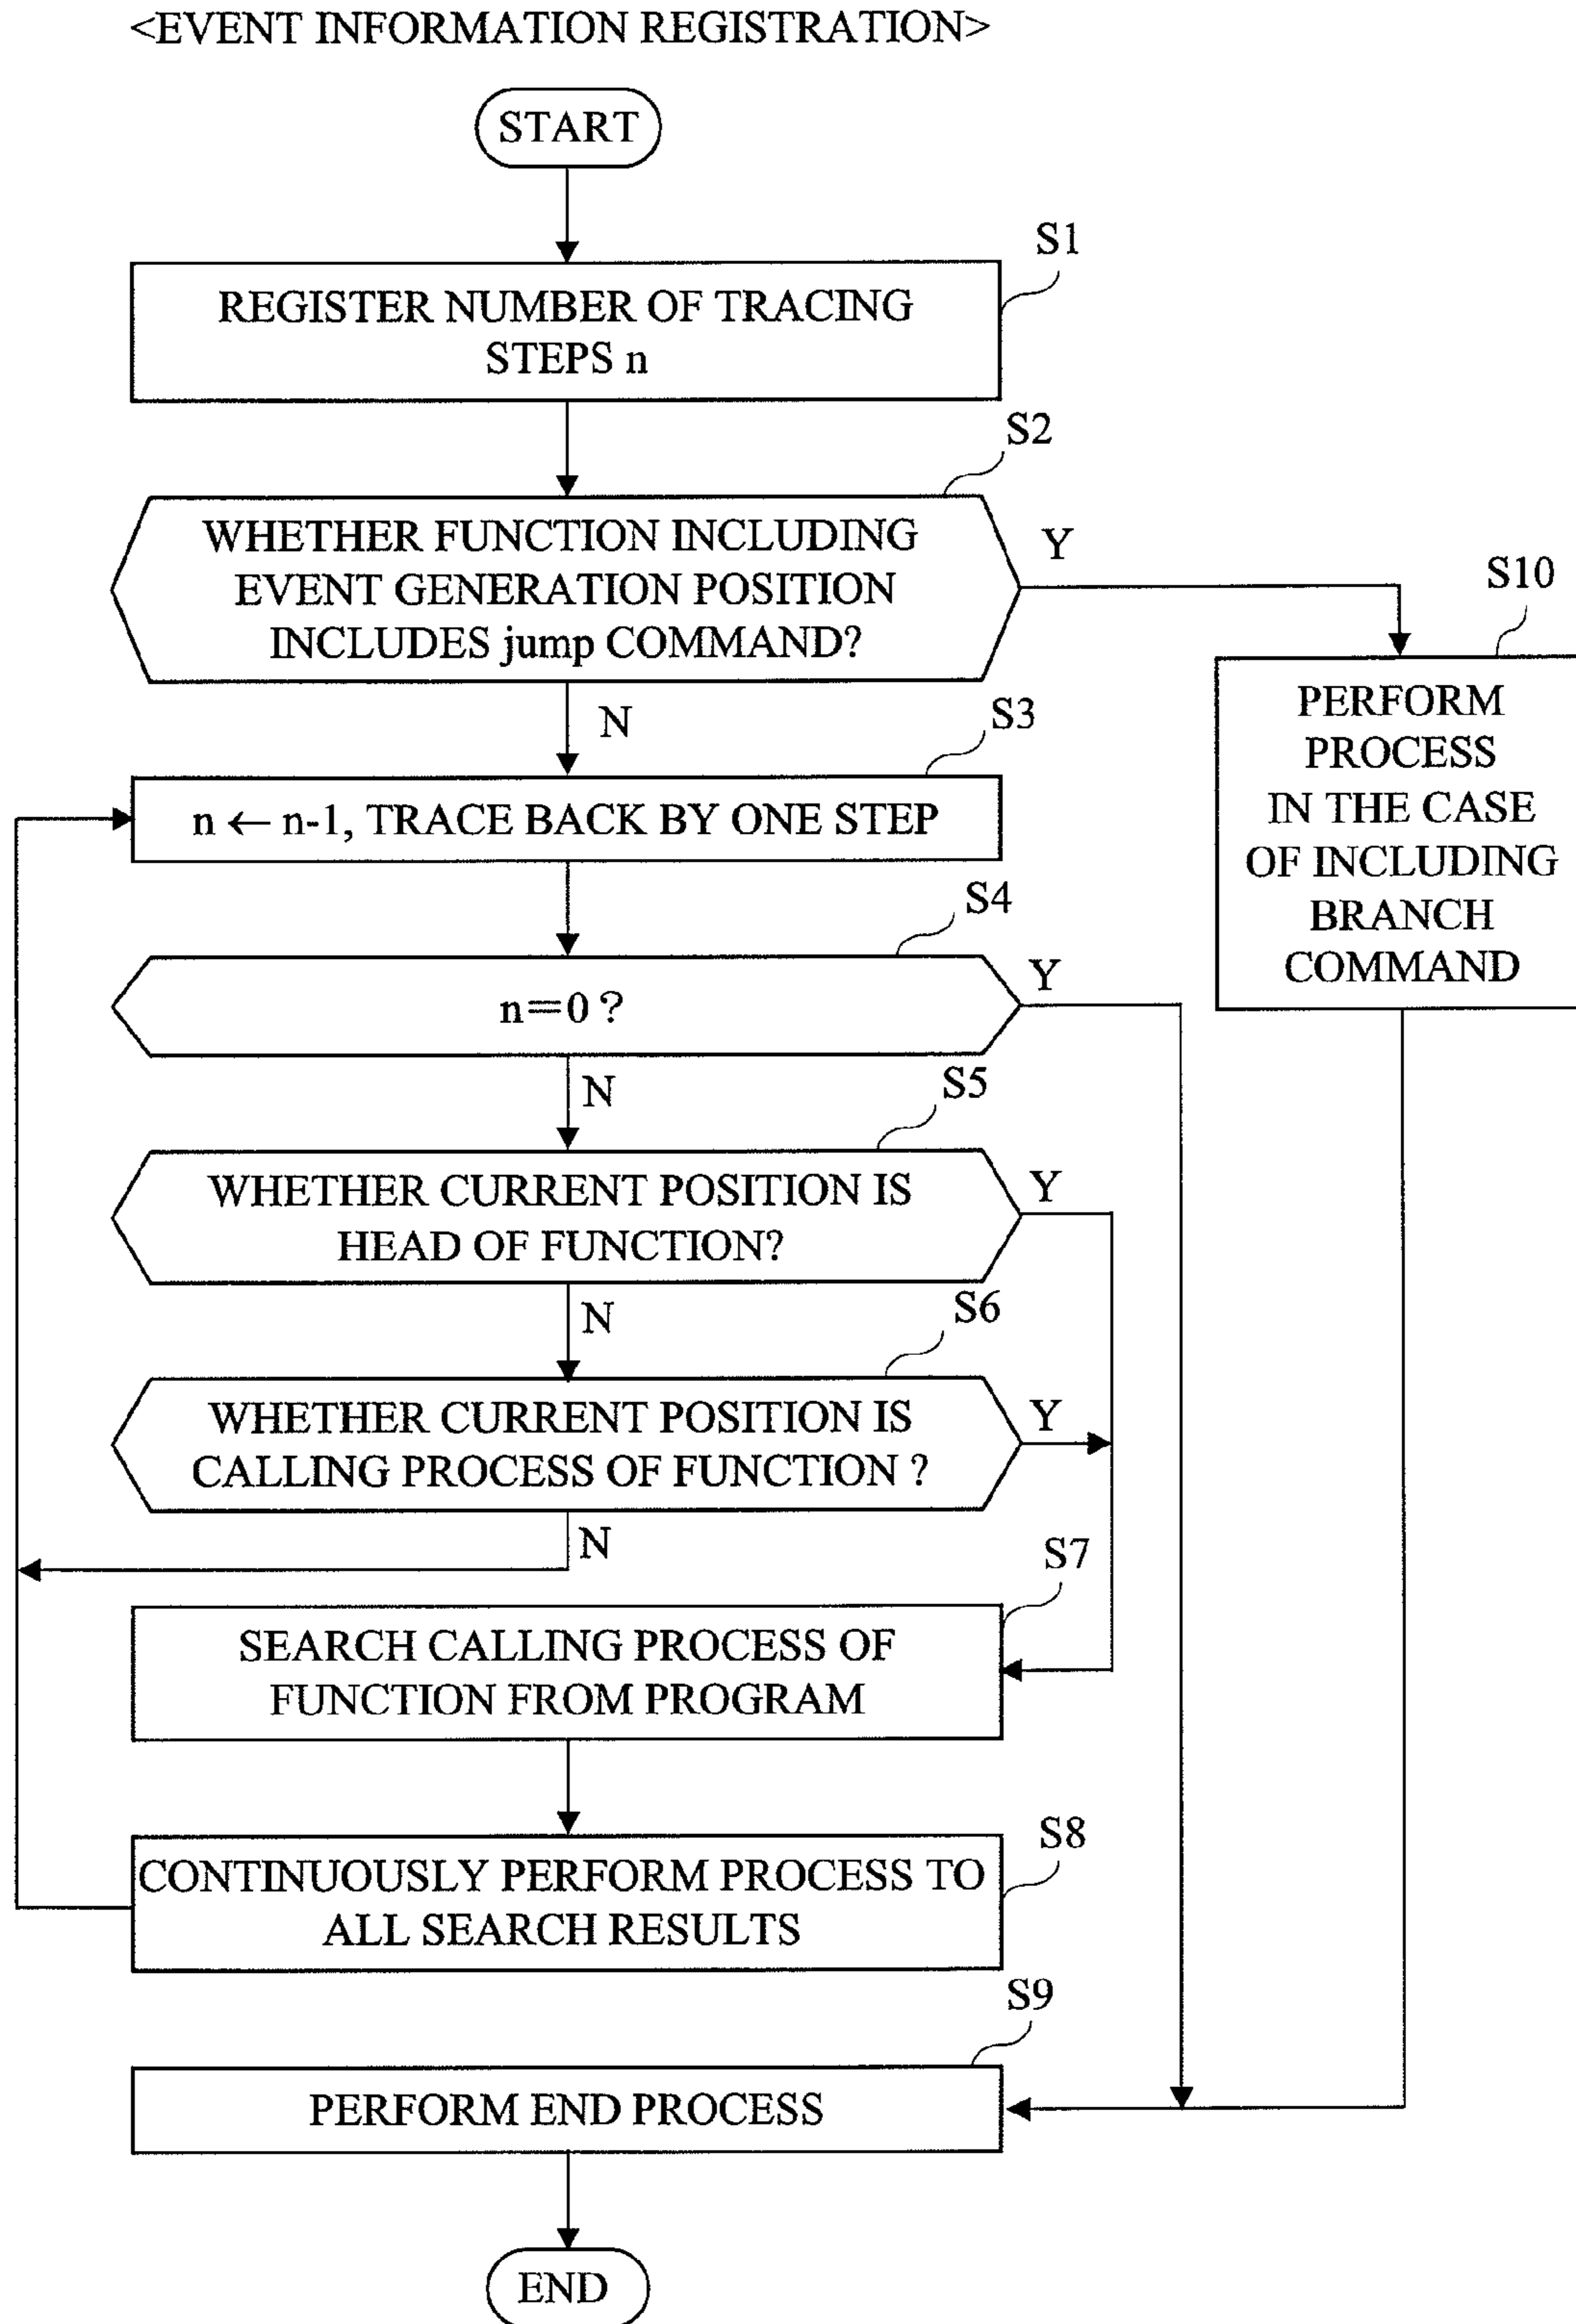 <EVENT INFORMATION REGISTRATION>
START
S1
REGISTER NUMBER OF TRACING
STEPS n
S2
WHETHER FUNCTION INCLUDING
EVENT GENERATION POSITION
INCLUDES jump COMMAND?
Y
N
S10
PERFORM
PROCESS
IN THE CASE
OF INCLUDING
BRANCH
COMMAND
S3
n ← n-1, TRACE BACK BY ONE STEP
S4
n=0 ?
Y
N
S5
WHETHER CURRENT POSITION IS
HEAD OF FUNCTION?
Y
N
S6
WHETHER CURRENT POSITION IS
CALLING PROCESS OF FUNCTION ?
Y
N
S7
SEARCH CALLING PROCESS OF
FUNCTION FROM PROGRAM
S8
CONTINUOUSLY PERFORM PROCESS TO
ALL SEARCH RESULTS
S9
PERFORM END PROCESS
END